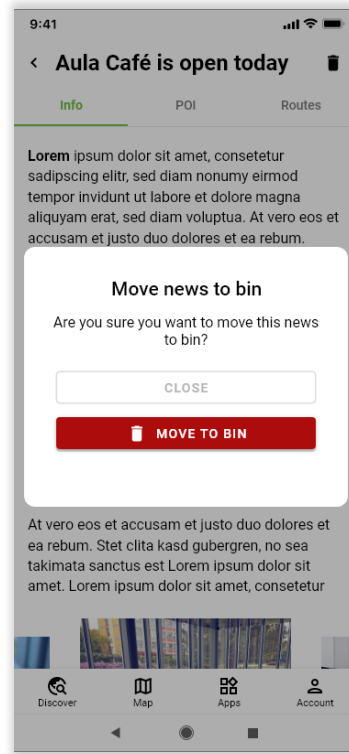 9:41
Aula Café is open today
Info
POI
Routes
Lorem ipsum dolor sit amet, consetetur
sadipscing elitr, sed diam nonumy eirmod
tempor invidunt ut labore et dolore magna
aliquyam erat, sed diam voluptua. At vero eos et
accusam et justo duo dolores et ea rebum.
Move news to bin
Are you sure you want to move this news
to bin?
CLOSE
MOVE TO BIN
At vero eos et accusam et justo duo dolores et
ea rebum. Stet clita kasd gubergren, no sea
takimata sanctus est Lorem ipsum dolor sit
amet. Lorem ipsum dolor sit amet, consetetur
Discover
Map
Apps
Account